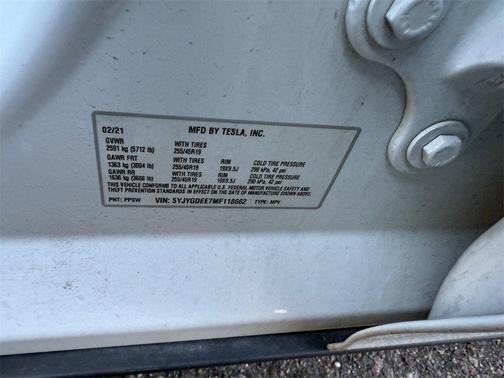 02/21 MFD BY TESLA, INC.
GVWR WITH TIRES
2591 kg (5712 lb) 255/45R19
GAWR FRT WITH TIRES RIM COLD TIRE PRESSURE
1363 kg (3004 lb) 255/45R19 19X9.5J 290 kPa, 42 psi
GAWR RR WITH TIRES RIM COLD TIRE PRESSURE
1636 kg (3606 lb) 255/45R19 19X9.5J 290 kPa, 42 psi
THIS VEHICLE CONFORMS TO ALL APPLICABLE U.S. FEDERAL MOTOR VEHICLE SAFETY AND
THEFT PREVENTION STANDARDS IN EFFECT ON THE DATE OF MANUFACTURE SHOWN ABOVE.
PNT: PPSW VIN: 5YJYGDEE7MF118662 TYPE: MPV